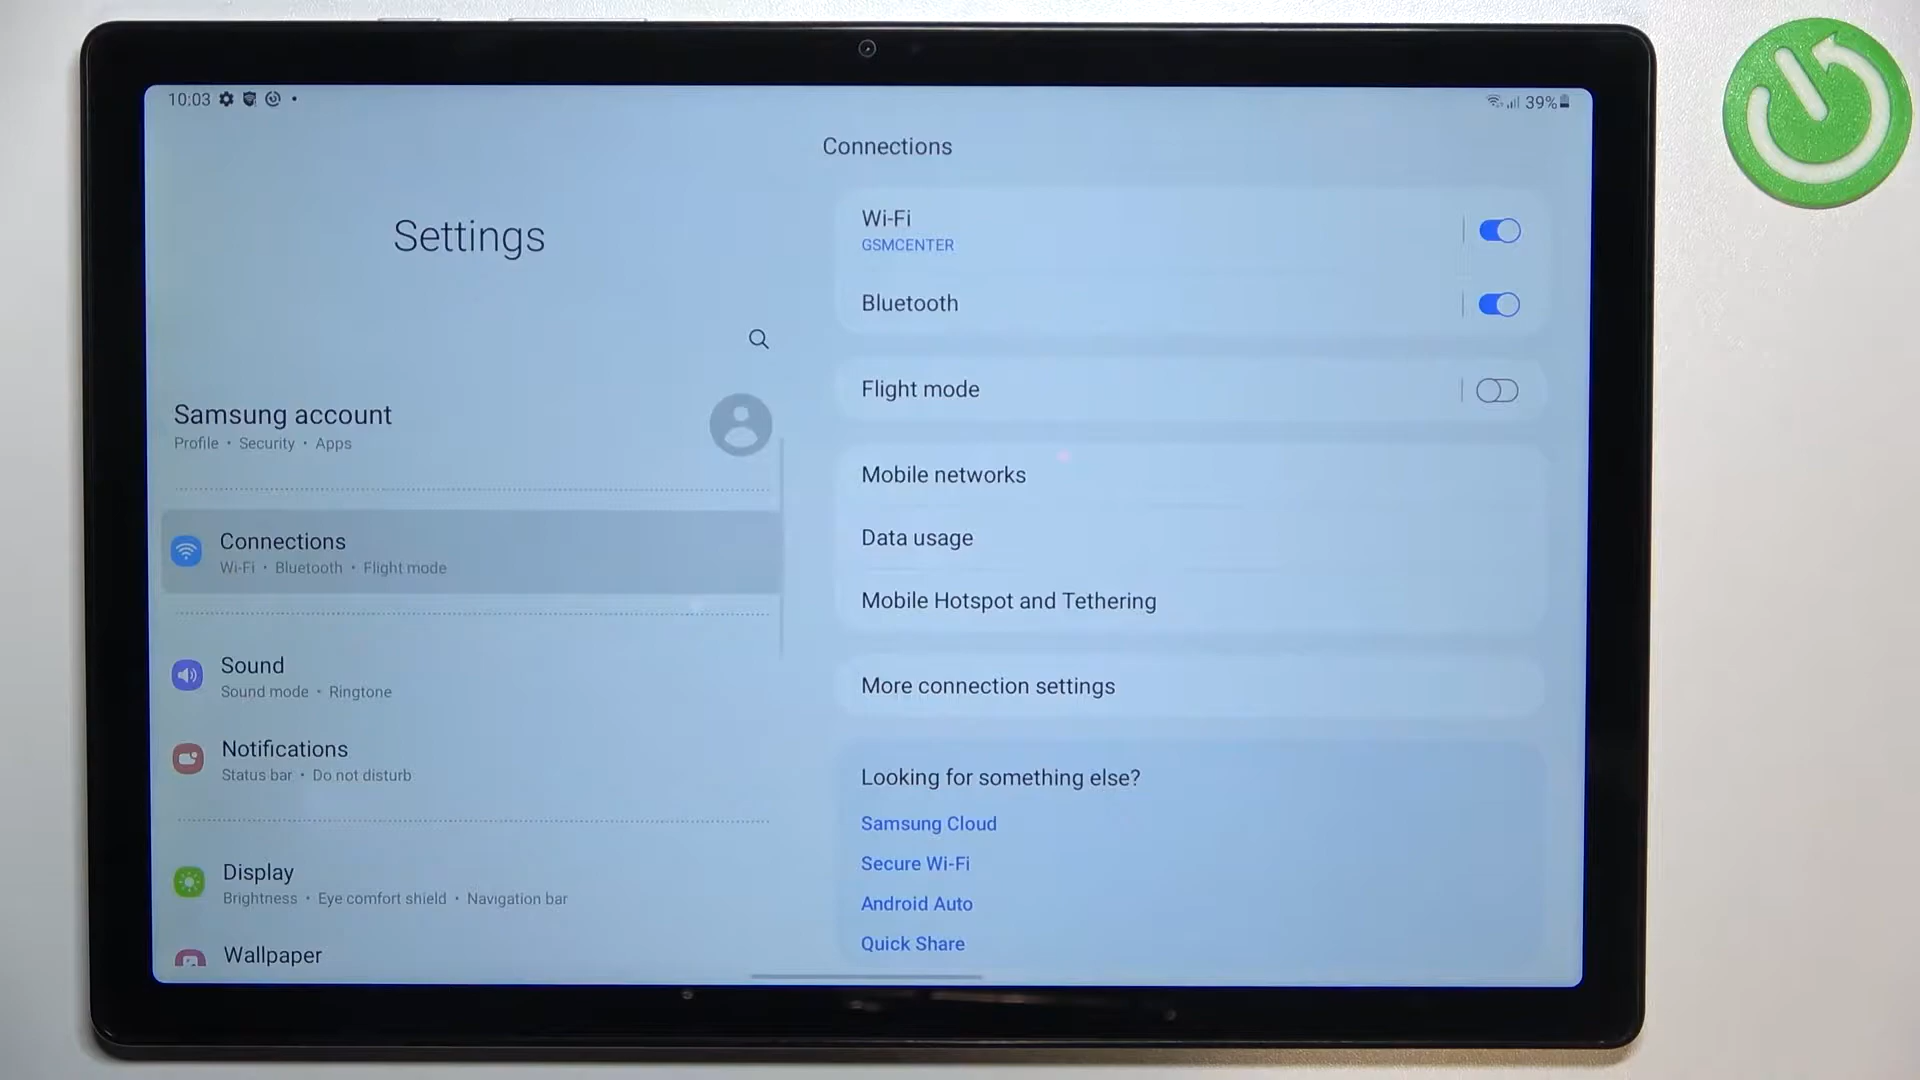 10:03
39%
Settings
Samsung account
Profile • Security • Apps
Connections
Wi-Fi • Bluetooth • Flight mode
Sound
Sound mode • Ringtone
Notifications
Status bar • Do not disturb
Display
Brightness • Eye comfort shield • Navigation bar
Wallpaper
Connections
Wi-Fi
GSMCENTER
Bluetooth
Flight mode
Mobile networks
Data usage
Mobile Hotspot and Tethering
More connection settings
Looking for something else?
Samsung Cloud
Secure Wi-Fi
Android Auto
Quick Share